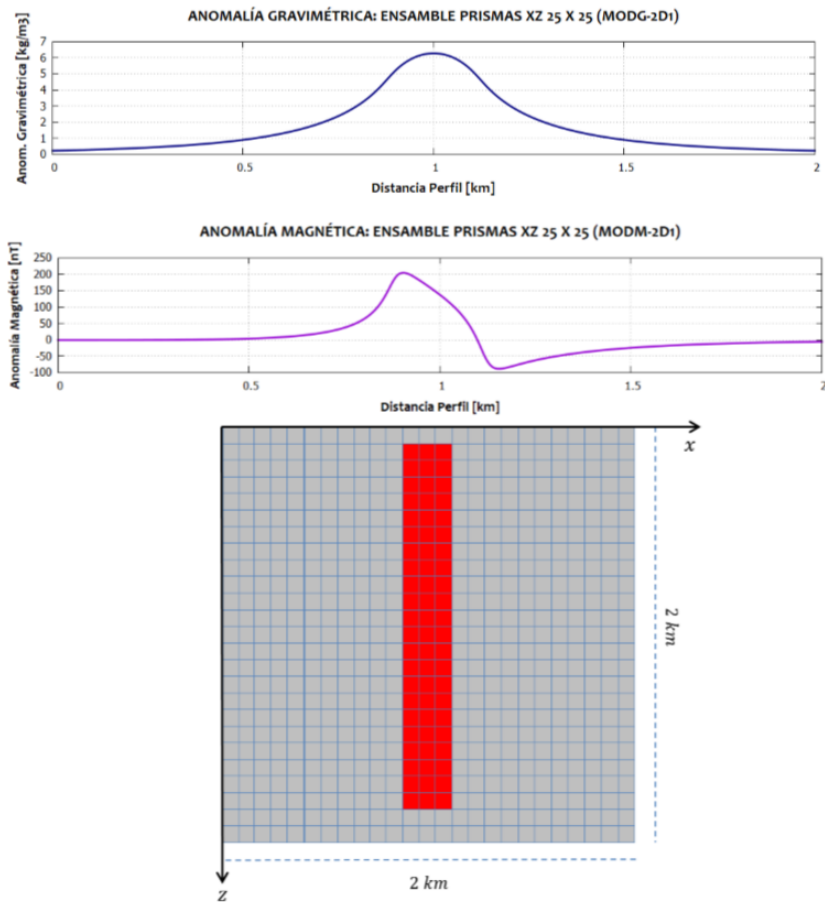 ANOMALÍA GRAVIMÉTRICA: ENSAMBLE PRISMAS XZ 25 X 25 (MODG-2D1)
Anom. Gravimétrica [kg/m3]
7
6
5
4
3
2
1
0
0 0.5 1 1.5 2
Distancia Perfil [km]
ANOMALÍA MAGNÉTICA: ENSAMBLE PRISMAS XZ 25 X 25 (MODM-2D1)
Anomalía Magnética [nT]
250
200
150
100
50
0
-50
-100
0 0.5 1 1.5 2
Distancia Perfil [km]
x
2 km
2 km
z